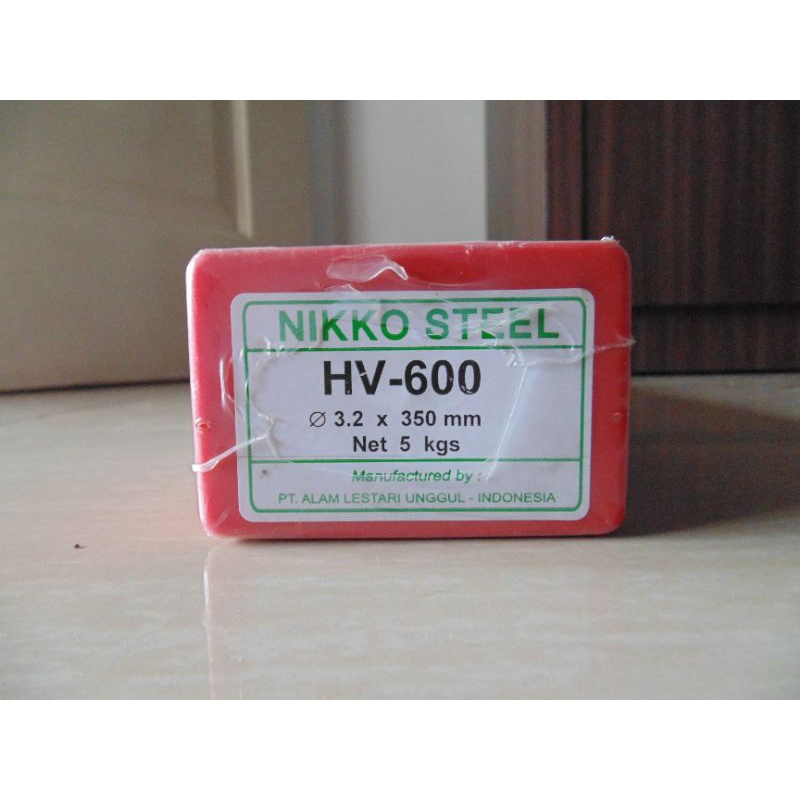 NIKKO STEEL
HV-600
∅ 3.2 x 350 mm
Net 5 kgs
Manufactured by :
PT. ALAM LESTARI UNGGUL - INDONESIA